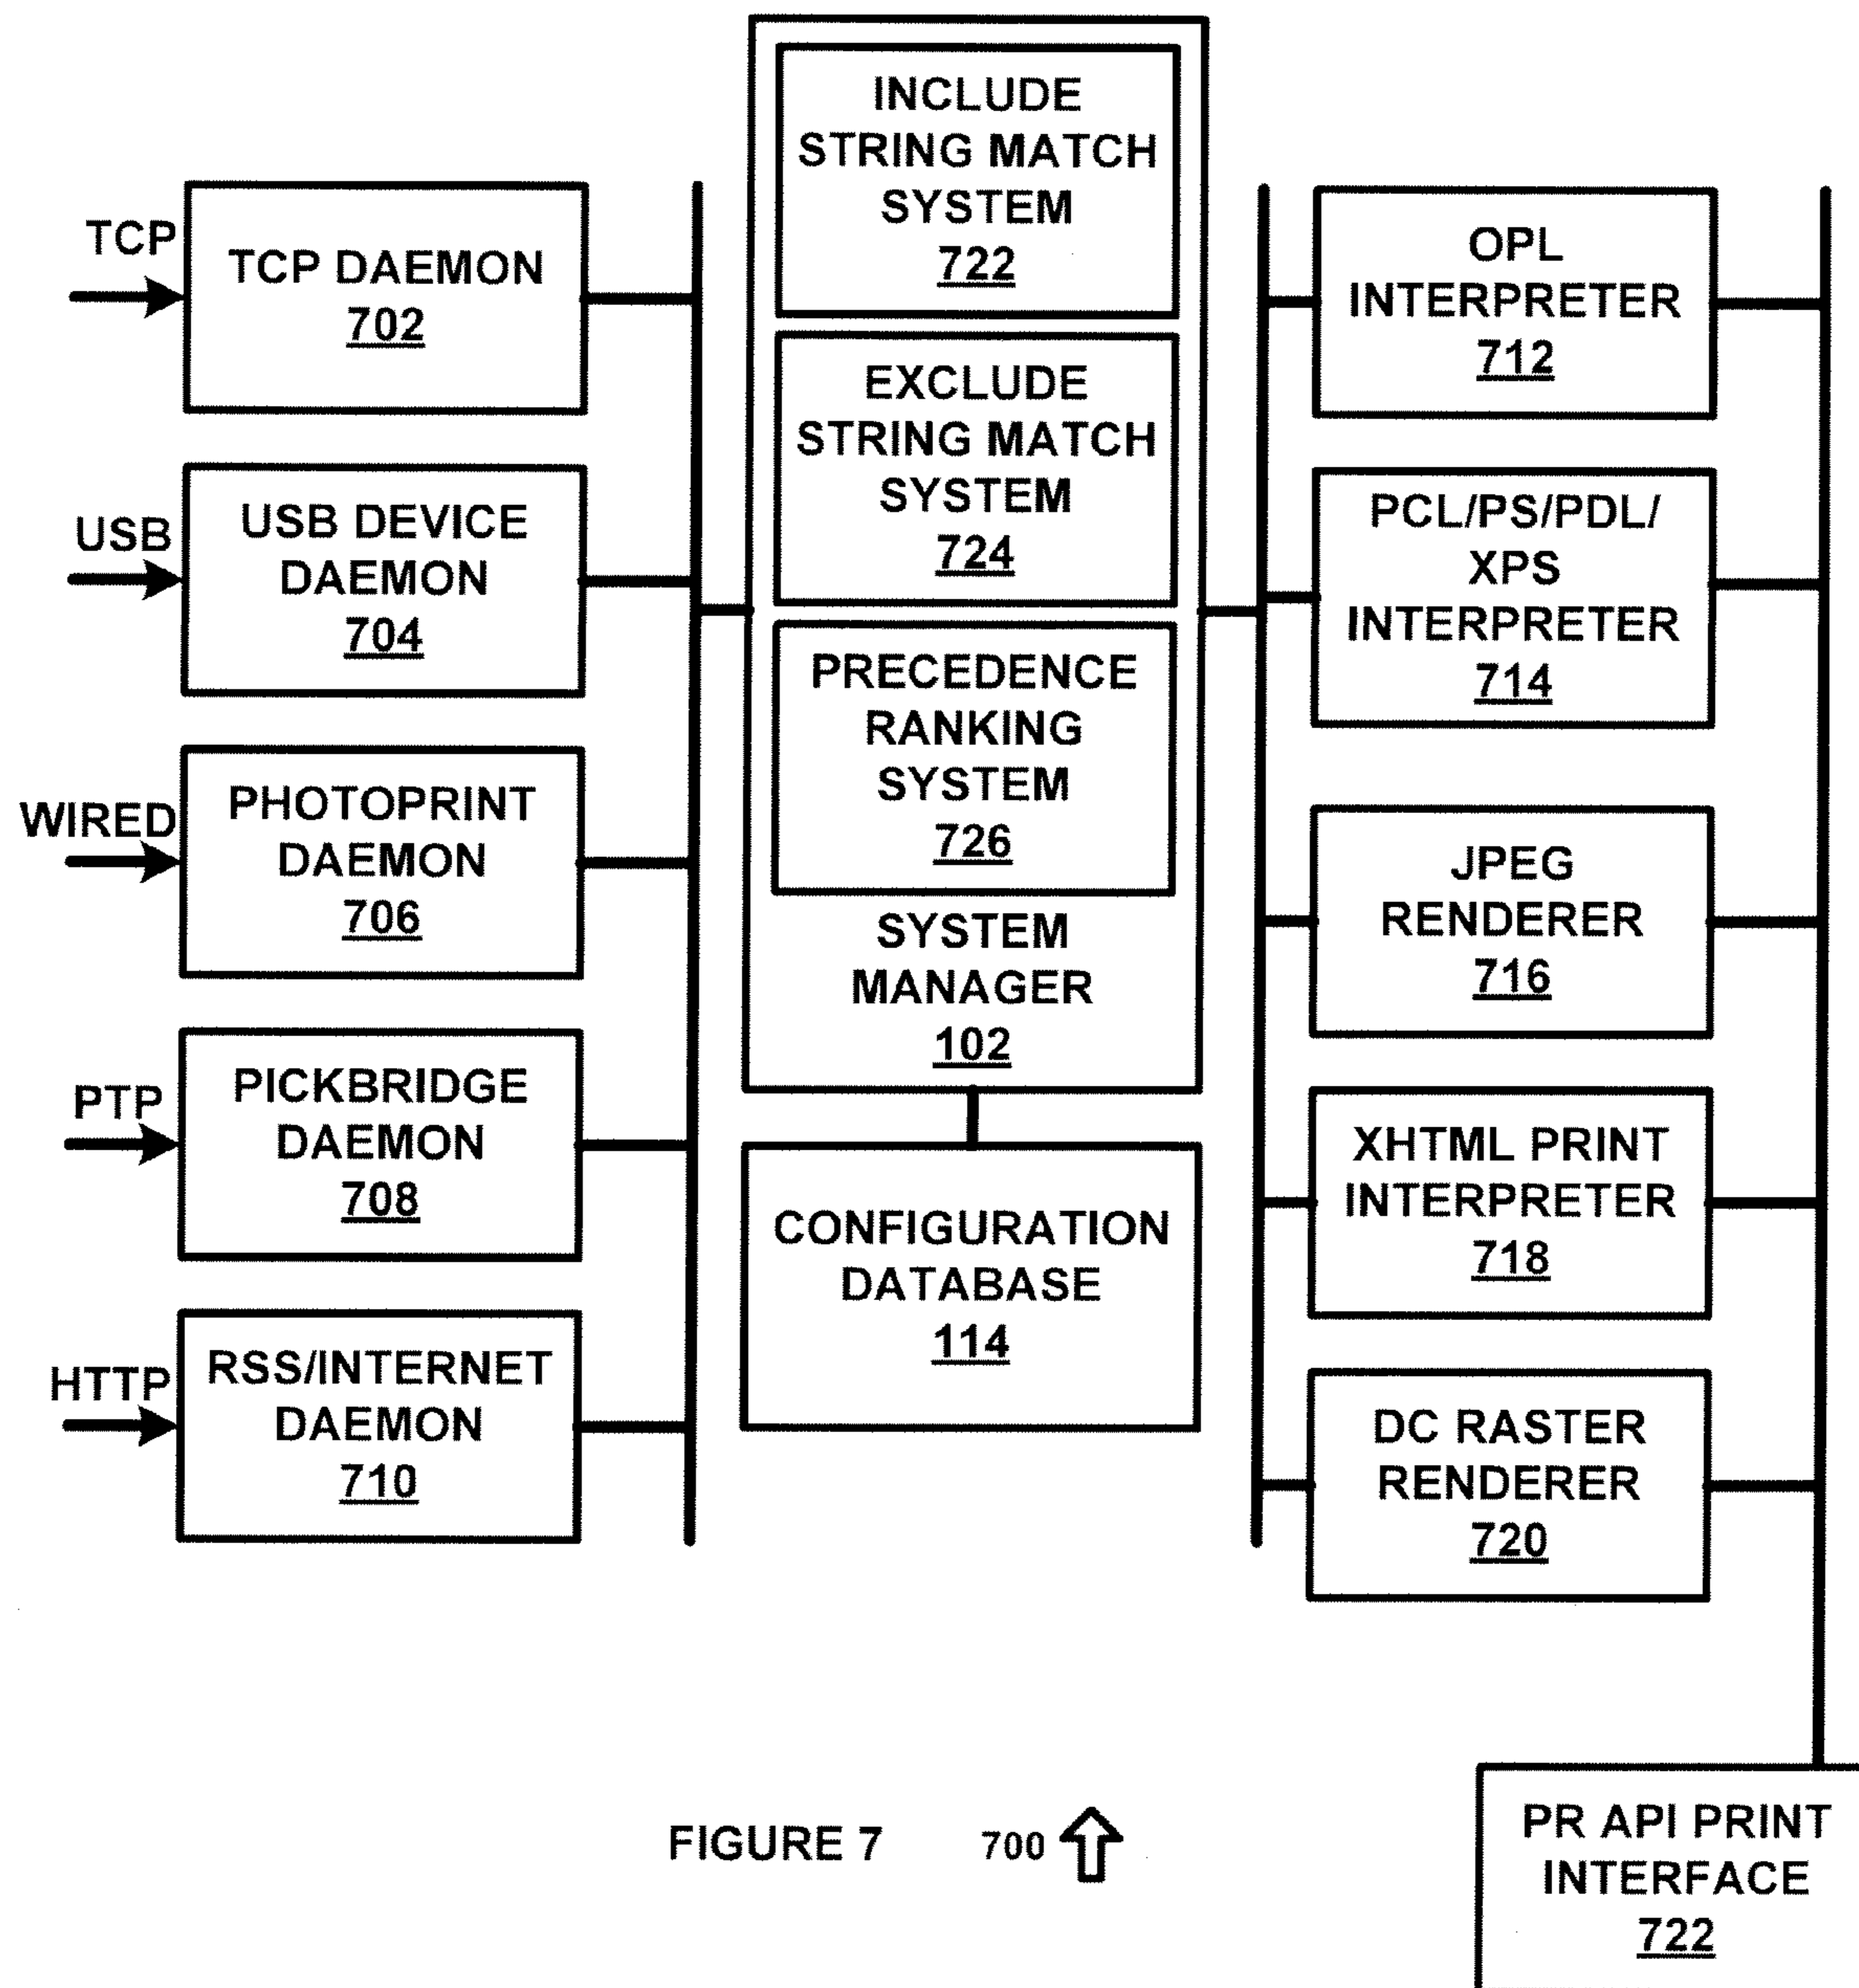 TCP
TCP DAEMON
702
USB
USB DEVICE
DAEMON
704
WIRED
PHOTOPRINT
DAEMON
706
PTP
PICKBRIDGE
DAEMON
708
HTTP
RSS/INTERNET
DAEMON
710
INCLUDE
STRING MATCH
SYSTEM
722
EXCLUDE
STRING MATCH
SYSTEM
724
PRECEDENCE
RANKING
SYSTEM
726
SYSTEM
MANAGER
102
CONFIGURATION
DATABASE
114
OPL
INTERPRETER
712
PCL/PS/PDL/
XPS
INTERPRETER
714
JPEG
RENDERER
716
XHTML PRINT
INTERPRETER
718
DC RASTER
RENDERER
720
PR API PRINT
INTERFACE
722
FIGURE 7
700